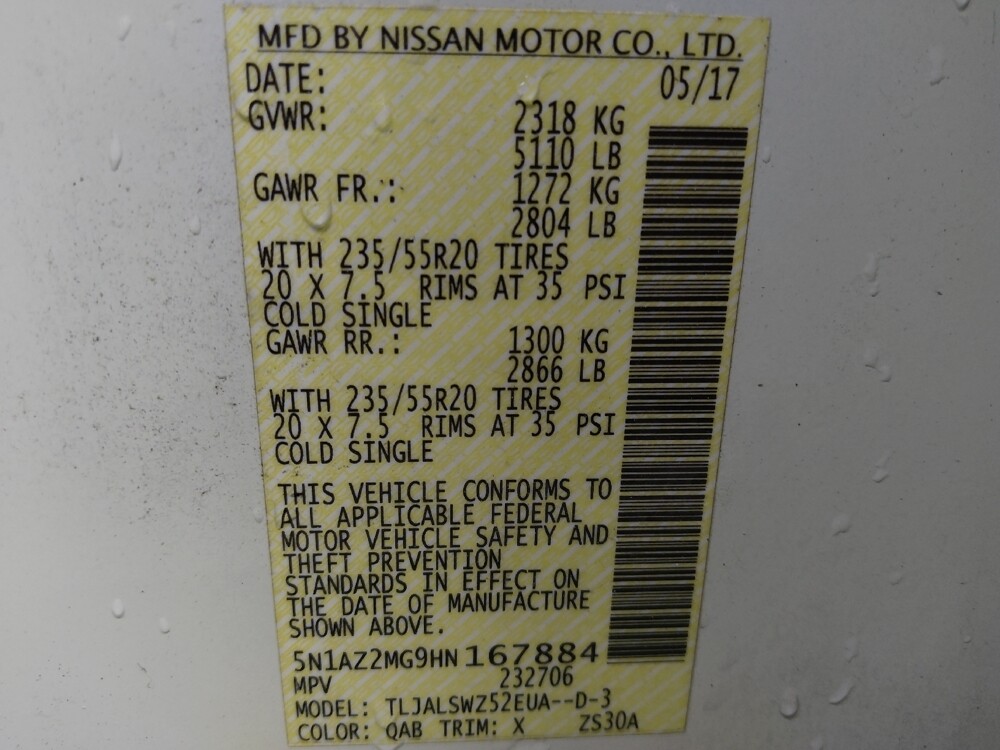 MFD BY NISSAN MOTOR CO., LTD.
DATE: 05/17
GVWR: 2318 KG
5110 LB
GAWR FR.: 1272 KG
2804 LB
WITH 235/55R20 TIRES
20 X 7.5 RIMS AT 35 PSI
COLD SINGLE
GAWR RR.: 1300 KG
2866 LB
WITH 235/55R20 TIRES
20 X 7.5 RIMS AT 35 PSI
COLD SINGLE
THIS VEHICLE CONFORMS TO
ALL APPLICABLE FEDERAL
MOTOR VEHICLE SAFETY AND
THEFT PREVENTION
STANDARDS IN EFFECT ON
THE DATE OF MANUFACTURE
SHOWN ABOVE.
5N1AZ2MG9HN167884
MPV 232706
MODEL: TLJALSWZ52EUA--D-3
COLOR: QAB TRIM: X ZS30A